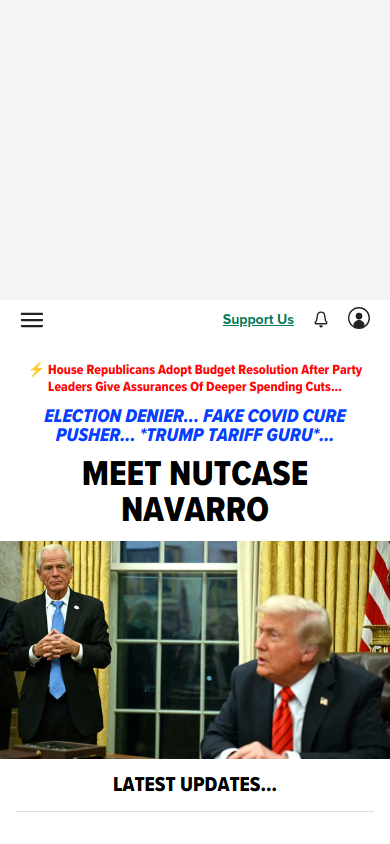 Support Us
⚡ House Republicans Adopt Budget Resolution After Party
Leaders Give Assurances Of Deeper Spending Cuts...
ELECTION DENIER... FAKE COVID CURE
PUSHER... *TRUMP TARIFF GURU*...
MEET NUTCASE
NAVARRO
LATEST UPDATES...